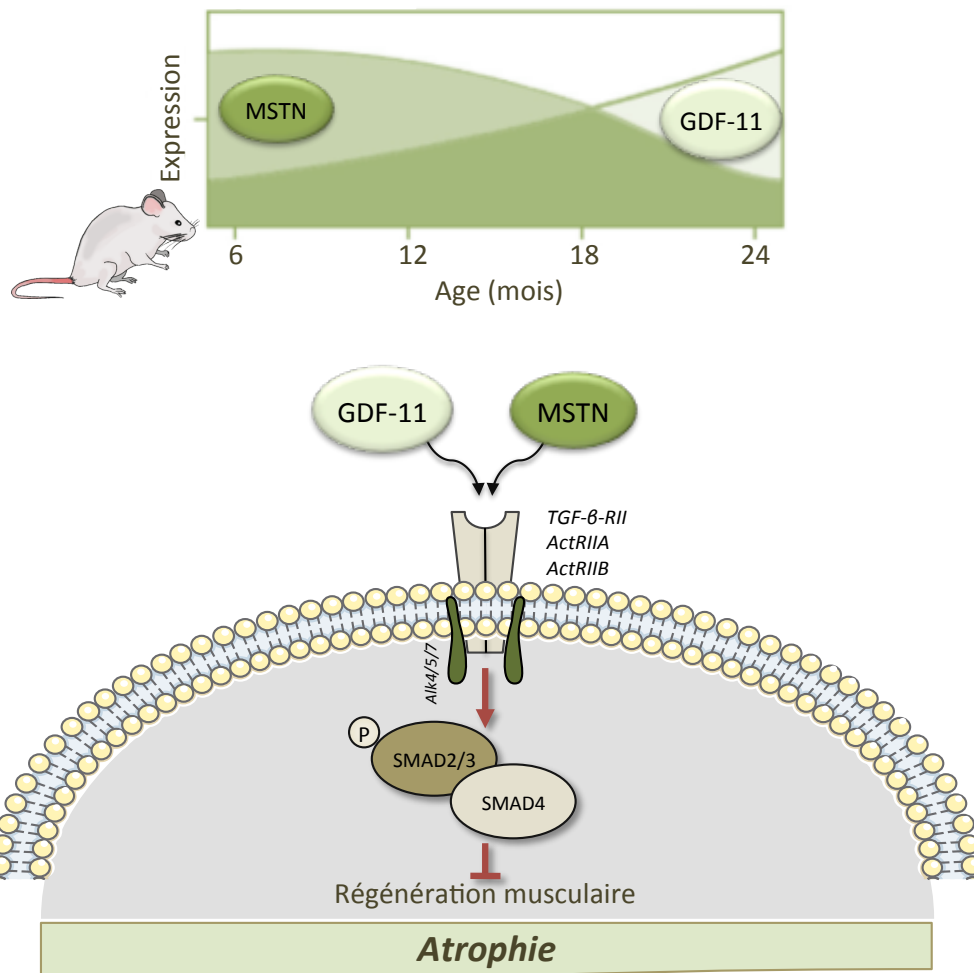 Expression
MSTN
GDF-11
6 12 18 24
Age (mois)
GDF-11
MSTN
TGF-β-RII
ActRIIA
ActRIIB
Alk4/5/7
P
SMAD2/3
SMAD4
Régénération musculaire
Atrophie